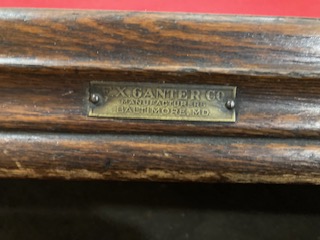 F.X. GANTER CO
MANUFACTURERS
BALTIMORE, MD.